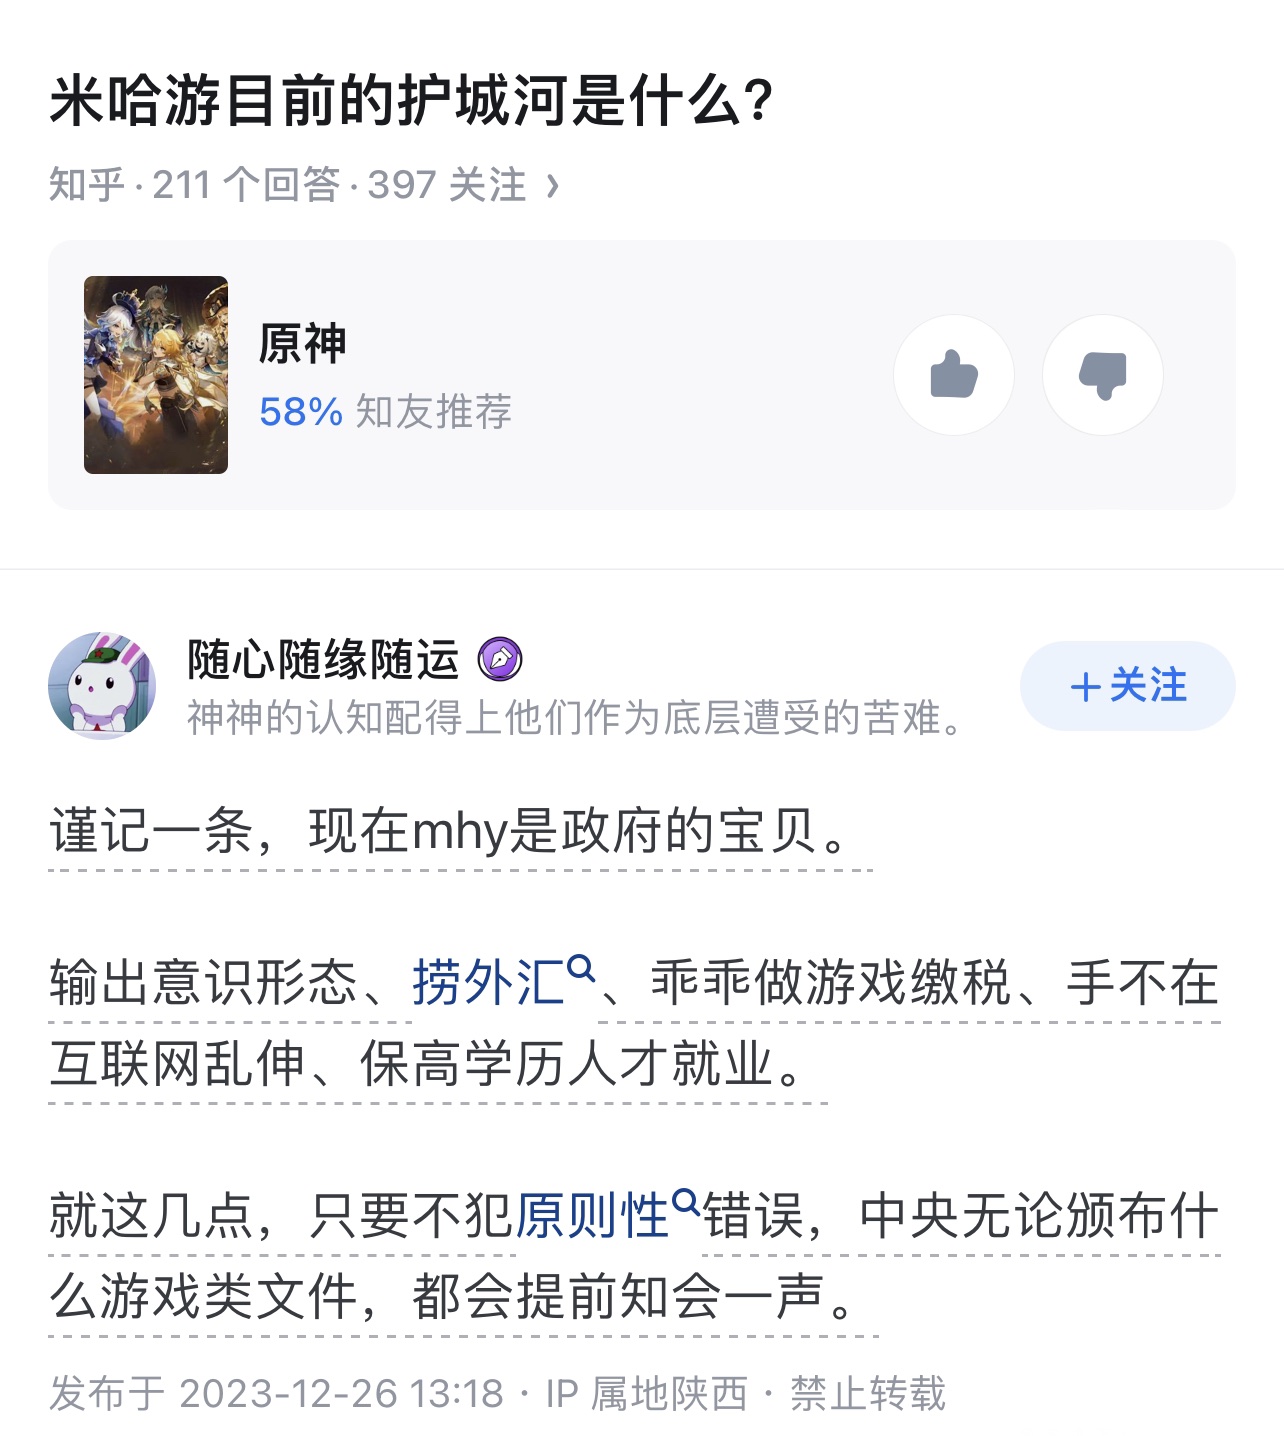 米哈游目前的护城河是什么?
知乎 · 211 个回答 · 397 关注 ›
原神
58% 知友推荐
随心随缘随运
神神的认知配得上他们作为底层遭受的苦难。
+关注
谨记一条，现在mhy是政府的宝贝。
输出意识形态、捞外汇、乖乖做游戏缴税、手不在
互联网乱伸、保高学历人才就业。
就这几点，只要不犯原则性错误，中央无论颁布什
么游戏类文件，都会提前知会一声。
发布于 2023-12-26 13:18 · IP 属地陕西 · 禁止转载